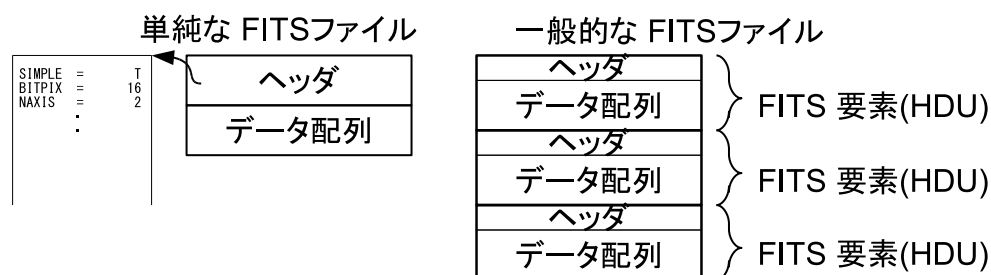 単純な FITSファイル
SIMPLE = T
BITPIX = 16
NAXIS = 2
.
.
ヘッダ
データ配列
一般的な FITSファイル
ヘッダ
データ配列
FITS 要素(HDU)
ヘッダ
データ配列
FITS 要素(HDU)
ヘッダ
データ配列
FITS 要素(HDU)